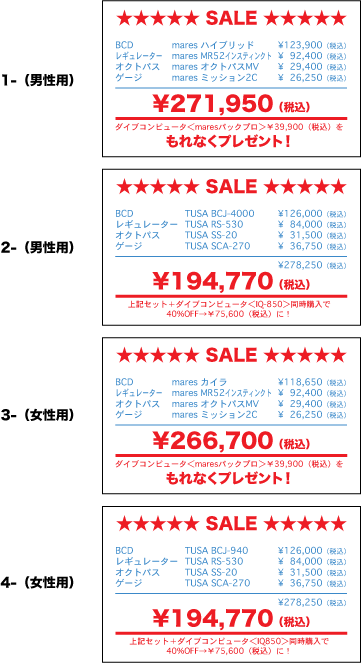 1-（男性用）
★★★★★ SALE ★★★★★
BCD mares ハイブリッド ¥123,900（税込）
レギュレーター mares MR52インスティンクト ¥ 92,400（税込）
オクトパス mares オクトパスMV ¥ 29,400（税込）
ゲージ mares ミッション2C ¥ 26,250（税込）
¥271,950（税込）
ダイブコンピュータ＜maresパックプロ＞¥39,900（税込）を
もれなくプレゼント！
2-（男性用）
★★★★★ SALE ★★★★★
BCD TUSA BCJ-4000 ¥126,000（税込）
レギュレーター TUSA RS-530 ¥ 84,000（税込）
オクトパス TUSA SS-20 ¥ 31,500（税込）
ゲージ TUSA SCA-270 ¥ 36,750（税込）
¥278,250（税込）
¥194,770（税込）
上記セット＋ダイブコンピュータ＜IQ-850＞同時購入で
40%OFF→¥75,600（税込）に！
3-（女性用）
★★★★★ SALE ★★★★★
BCD mares カイラ ¥118,650（税込）
レギュレーター mares MR52インスティンクト ¥ 92,400（税込）
オクトパス mares オクトパスMV ¥ 29,400（税込）
ゲージ mares ミッション2C ¥ 26,250（税込）
¥266,700（税込）
ダイブコンピュータ＜maresパックプロ＞¥39,900（税込）を
もれなくプレゼント！
4-（女性用）
★★★★★ SALE ★★★★★
BCD TUSA BCJ-940 ¥126,000（税込）
レギュレーター TUSA RS-530 ¥ 84,000（税込）
オクトパス TUSA SS-20 ¥ 31,500（税込）
ゲージ TUSA SCA-270 ¥ 36,750（税込）
¥278,250（税込）
¥194,770（税込）
上記セット＋ダイブコンピュータ＜IQ850＞同時購入で
40%OFF→¥75,600（税込）に！